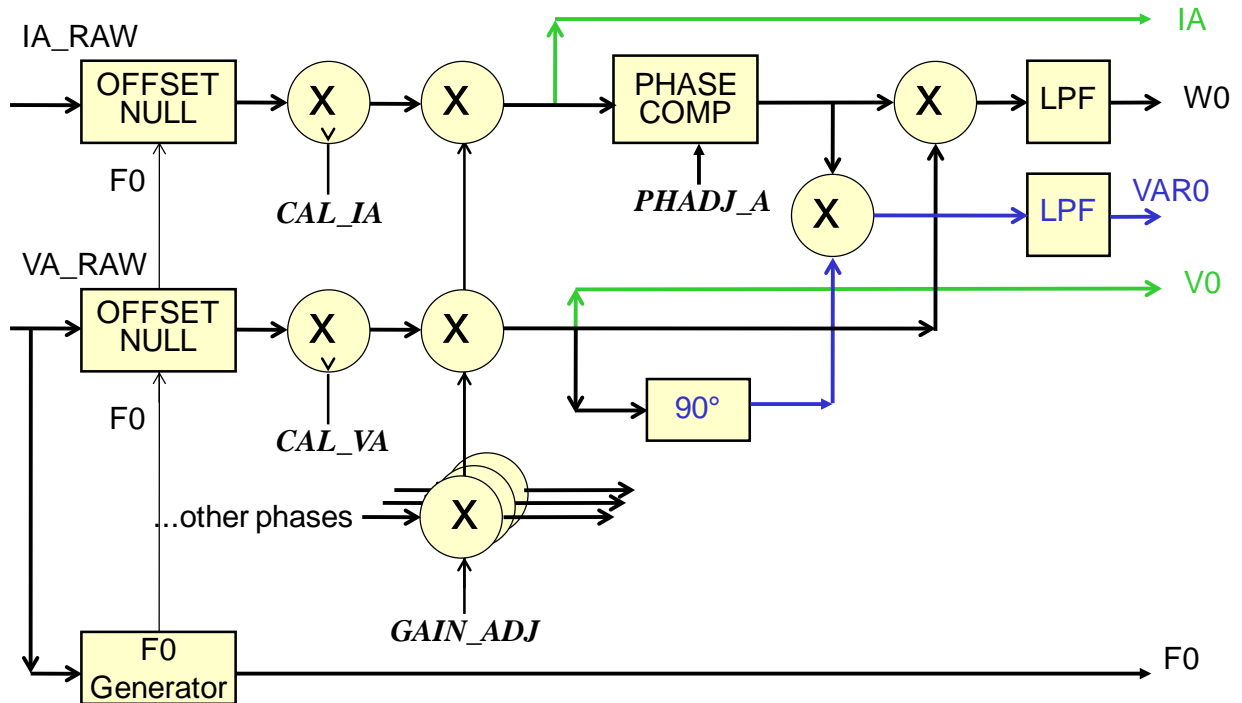 IA_RAW
IA
OFFSET
NULL
X
X
PHASE
COMP
X
LPF
W0
F0
CAL_IA
PHADJ_A
X
LPF
VAR0
VA_RAW
V0
OFFSET
NULL
X
X
F0
90°
CAL_VA
...other phases
X
GAIN_ADJ
F0
Generator
F0